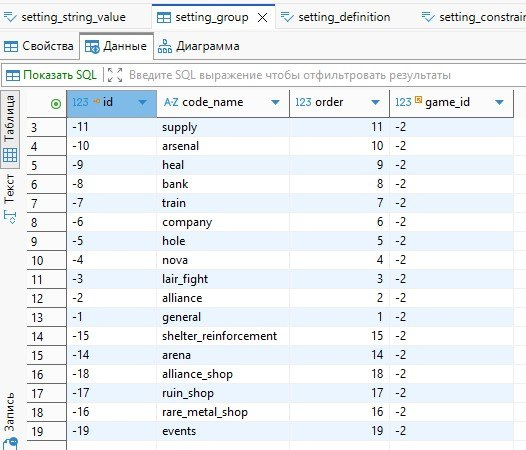 setting_string_value setting_group setting_definition setting_constrain
Свойства Данные Диаграмма
Показать SQL Введите SQL выражение чтобы отфильтровать результаты
Таблица
Текст
Запись
123 id A-Z code_name 123 order 123 game_id
3 -11 supply 11 -2
4 -10 arsenal 10 -2
5 -9 heal 9 -2
6 -8 bank 8 -2
7 -7 train 7 -2
8 -6 company 6 -2
9 -5 hole 5 -2
10 -4 nova 4 -2
11 -3 lair_fight 3 -2
12 -2 alliance 2 -2
13 -1 general 1 -2
14 -15 shelter_reinforcement 15 -2
15 -14 arena 14 -2
16 -18 alliance_shop 18 -2
17 -17 ruin_shop 17 -2
18 -16 rare_metal_shop 16 -2
19 -19 events 19 -2